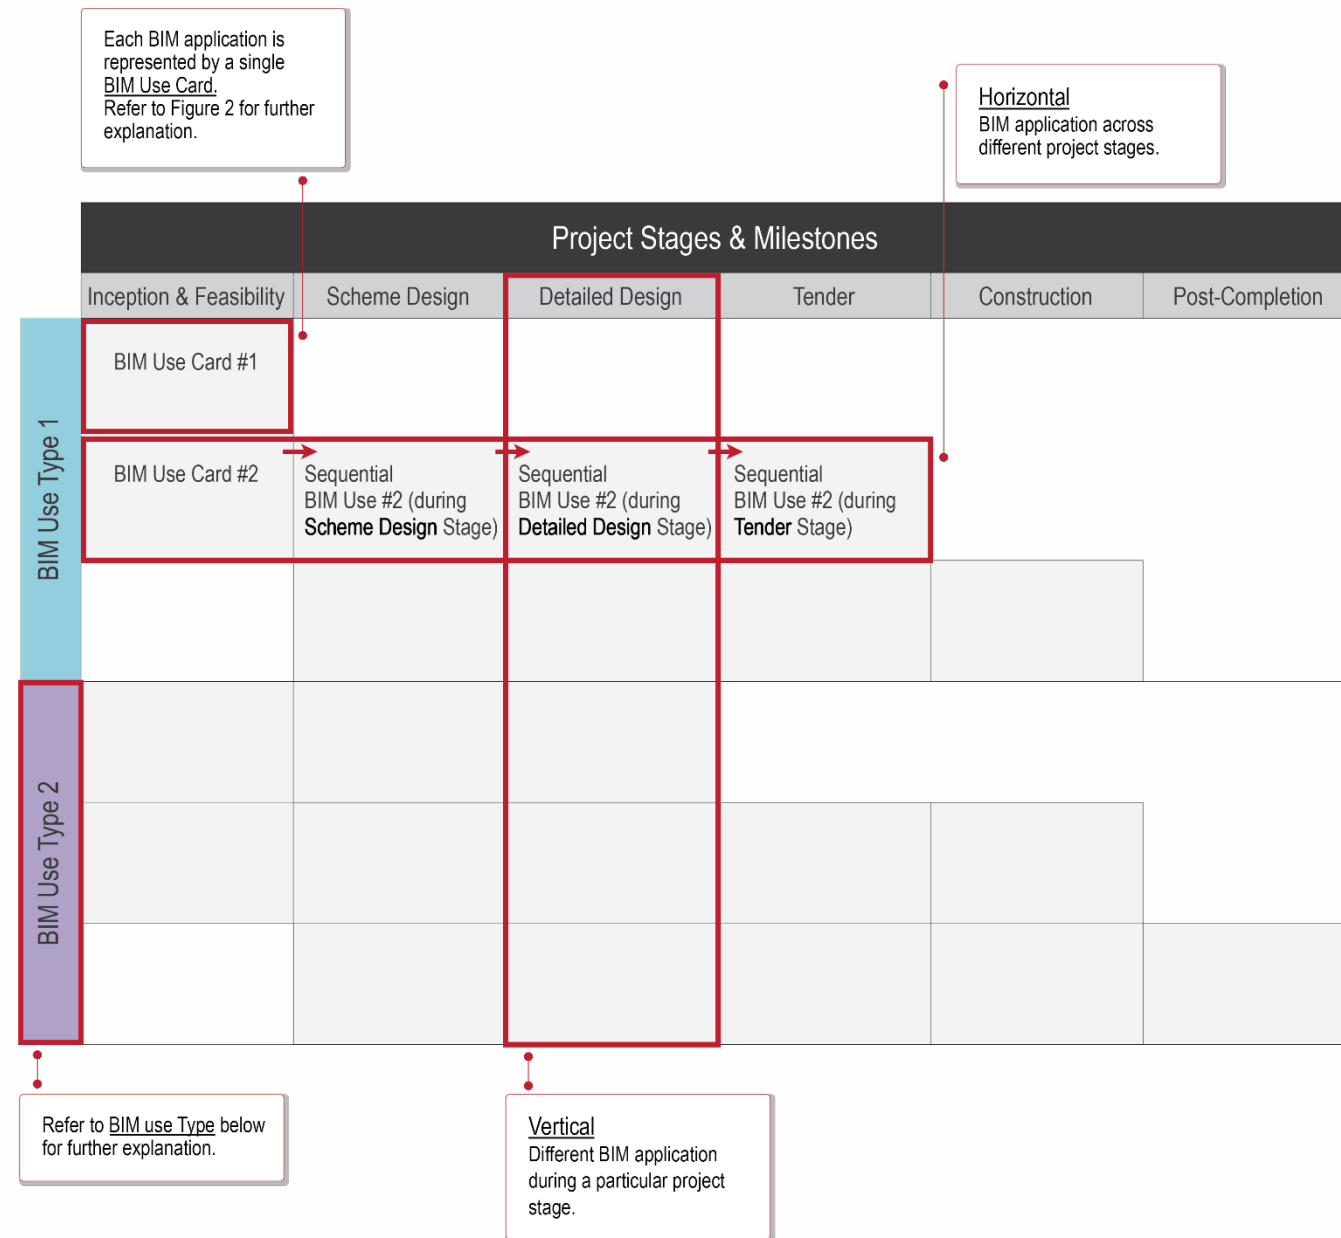 Each BIM application is
represented by a single
BIM Use Card.
Refer to Figure 2 for further
explanation.
Horizontal
BIM application across
different project stages.
Project Stages & Milestones
Inception & Feasibility
Scheme Design
Detailed Design
Tender
Construction
Post-Completion
BIM Use Type 1
BIM Use Card #1
BIM Use Card #2
Sequential
BIM Use #2 (during
Scheme Design Stage)
Sequential
BIM Use #2 (during
Detailed Design Stage)
Sequential
BIM Use #2 (during
Tender Stage)
BIM Use Type 2
Refer to BIM use Type below
for further explanation.
Vertical
Different BIM application
during a particular project
stage.